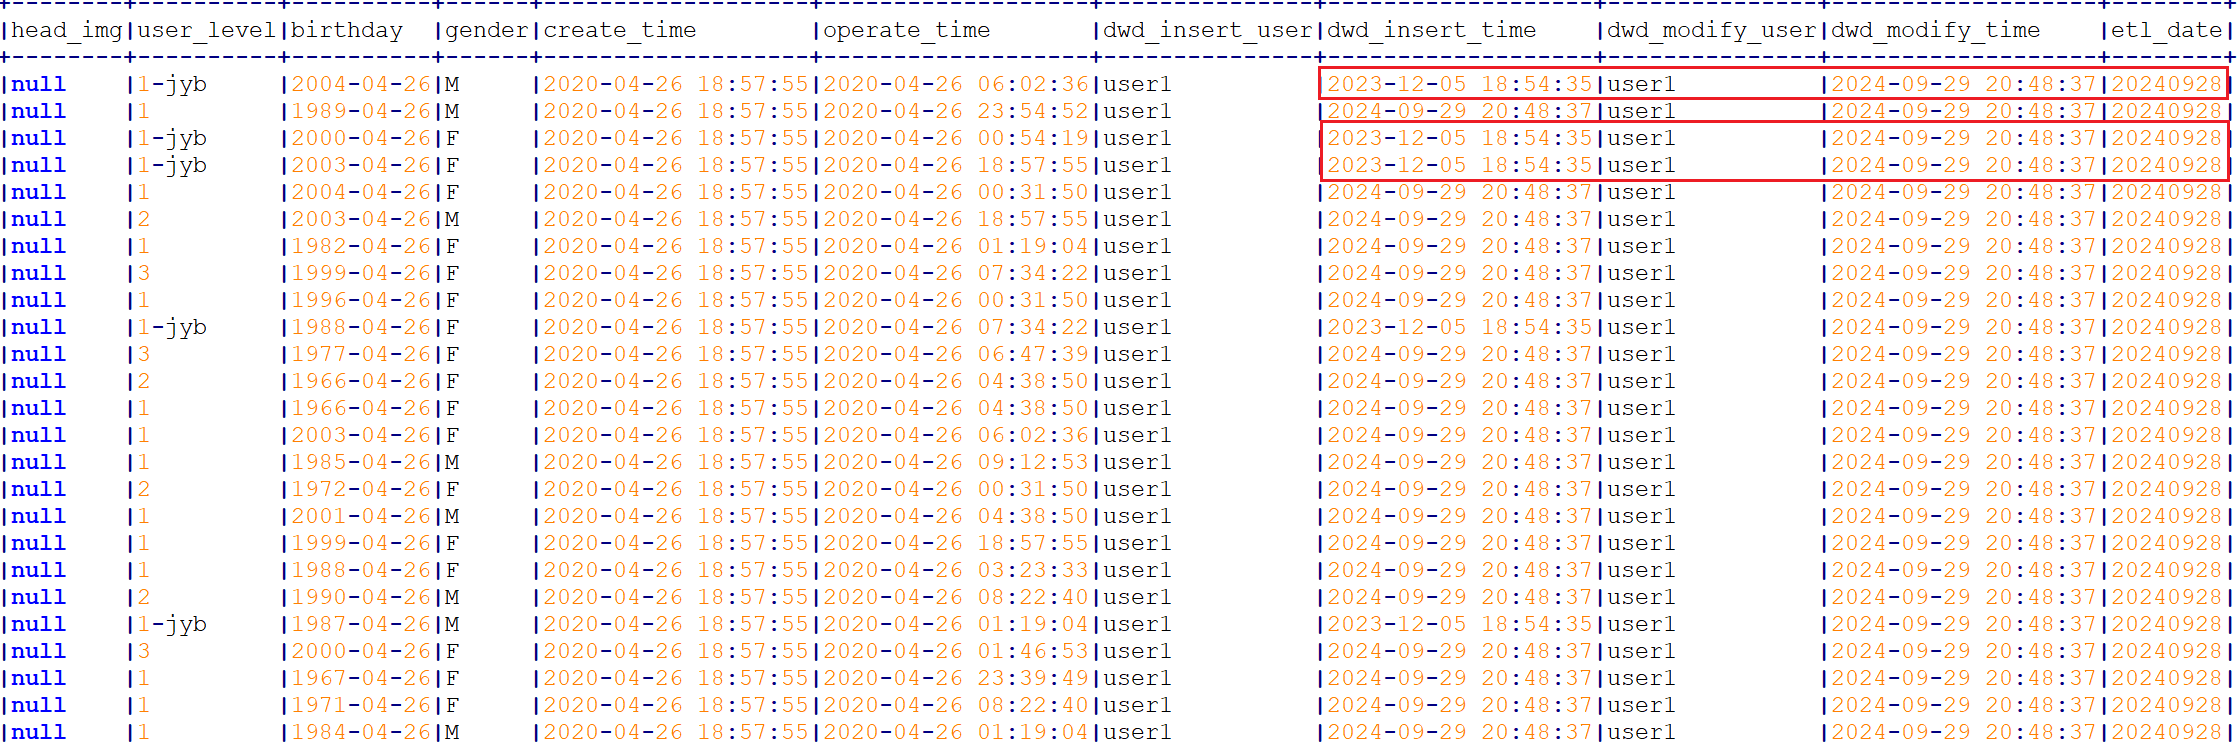 |head_img|user_level|birthday  |gender|create_time        |operate_time       |dwd_insert_user|dwd_insert_time    |dwd_modify_user|dwd_modify_time    |etl_date|
|null    |1-jyb     |2004-04-26|M     |2020-04-26 18:57:55|2020-04-26 06:02:36|user1          |2023-12-05 18:54:35|user1          |2024-09-29 20:48:37|20240928|
|null    |1         |1989-04-26|M     |2020-04-26 18:57:55|2020-04-26 23:54:52|user1          |2024-09-29 20:48:37|user1          |2024-09-29 20:48:37|20240928|
|null    |1-jyb     |2000-04-26|F     |2020-04-26 18:57:55|2020-04-26 00:54:19|user1          |2023-12-05 18:54:35|user1          |2024-09-29 20:48:37|20240928|
|null    |1-jyb     |2003-04-26|F     |2020-04-26 18:57:55|2020-04-26 18:57:55|user1          |2023-12-05 18:54:35|user1          |2024-09-29 20:48:37|20240928|
|null    |1         |2004-04-26|F     |2020-04-26 18:57:55|2020-04-26 00:31:50|user1          |2024-09-29 20:48:37|user1          |2024-09-29 20:48:37|20240928|
|null    |2         |2003-04-26|M     |2020-04-26 18:57:55|2020-04-26 18:57:55|user1          |2024-09-29 20:48:37|user1          |2024-09-29 20:48:37|20240928|
|null    |1         |1982-04-26|F     |2020-04-26 18:57:55|2020-04-26 01:19:04|user1          |2024-09-29 20:48:37|user1          |2024-09-29 20:48:37|20240928|
|null    |3         |1999-04-26|F     |2020-04-26 18:57:55|2020-04-26 07:34:22|user1          |2024-09-29 20:48:37|user1          |2024-09-29 20:48:37|20240928|
|null    |1         |1996-04-26|F     |2020-04-26 18:57:55|2020-04-26 00:31:50|user1          |2024-09-29 20:48:37|user1          |2024-09-29 20:48:37|20240928|
|null    |1-jyb     |1988-04-26|F     |2020-04-26 18:57:55|2020-04-26 07:34:22|user1          |2023-12-05 18:54:35|user1          |2024-09-29 20:48:37|20240928|
|null    |3         |1977-04-26|F     |2020-04-26 18:57:55|2020-04-26 06:47:39|user1          |2024-09-29 20:48:37|user1          |2024-09-29 20:48:37|20240928|
|null    |2         |1966-04-26|F     |2020-04-26 18:57:55|2020-04-26 04:38:50|user1          |2024-09-29 20:48:37|user1          |2024-09-29 20:48:37|20240928|
|null    |1         |1966-04-26|F     |2020-04-26 18:57:55|2020-04-26 04:38:50|user1          |2024-09-29 20:48:37|user1          |2024-09-29 20:48:37|20240928|
|null    |1         |2003-04-26|F     |2020-04-26 18:57:55|2020-04-26 06:02:36|user1          |2024-09-29 20:48:37|user1          |2024-09-29 20:48:37|20240928|
|null    |1         |1985-04-26|M     |2020-04-26 18:57:55|2020-04-26 09:12:53|user1          |2024-09-29 20:48:37|user1          |2024-09-29 20:48:37|20240928|
|null    |2         |1972-04-26|F     |2020-04-26 18:57:55|2020-04-26 00:31:50|user1          |2024-09-29 20:48:37|user1          |2024-09-29 20:48:37|20240928|
|null    |1         |2001-04-26|M     |2020-04-26 18:57:55|2020-04-26 04:38:50|user1          |2024-09-29 20:48:37|user1          |2024-09-29 20:48:37|20240928|
|null    |1         |1999-04-26|F     |2020-04-26 18:57:55|2020-04-26 18:57:55|user1          |2024-09-29 20:48:37|user1          |2024-09-29 20:48:37|20240928|
|null    |1         |1988-04-26|F     |2020-04-26 18:57:55|2020-04-26 03:23:33|user1          |2024-09-29 20:48:37|user1          |2024-09-29 20:48:37|20240928|
|null    |2         |1990-04-26|M     |2020-04-26 18:57:55|2020-04-26 08:22:40|user1          |2024-09-29 20:48:37|user1          |2024-09-29 20:48:37|20240928|
|null    |1-jyb     |1987-04-26|M     |2020-04-26 18:57:55|2020-04-26 01:19:04|user1          |2023-12-05 18:54:35|user1          |2024-09-29 20:48:37|20240928|
|null    |3         |2000-04-26|F     |2020-04-26 18:57:55|2020-04-26 01:46:53|user1          |2024-09-29 20:48:37|user1          |2024-09-29 20:48:37|20240928|
|null    |1         |1967-04-26|F     |2020-04-26 18:57:55|2020-04-26 23:39:49|user1          |2024-09-29 20:48:37|user1          |2024-09-29 20:48:37|20240928|
|null    |1         |1971-04-26|F     |2020-04-26 18:57:55|2020-04-26 08:22:40|user1          |2024-09-29 20:48:37|user1          |2024-09-29 20:48:37|20240928|
|null    |1         |1984-04-26|M     |2020-04-26 18:57:55|2020-04-26 01:19:04|user1          |2024-09-29 20:48:37|user1          |2024-09-29 20:48:37|20240928|